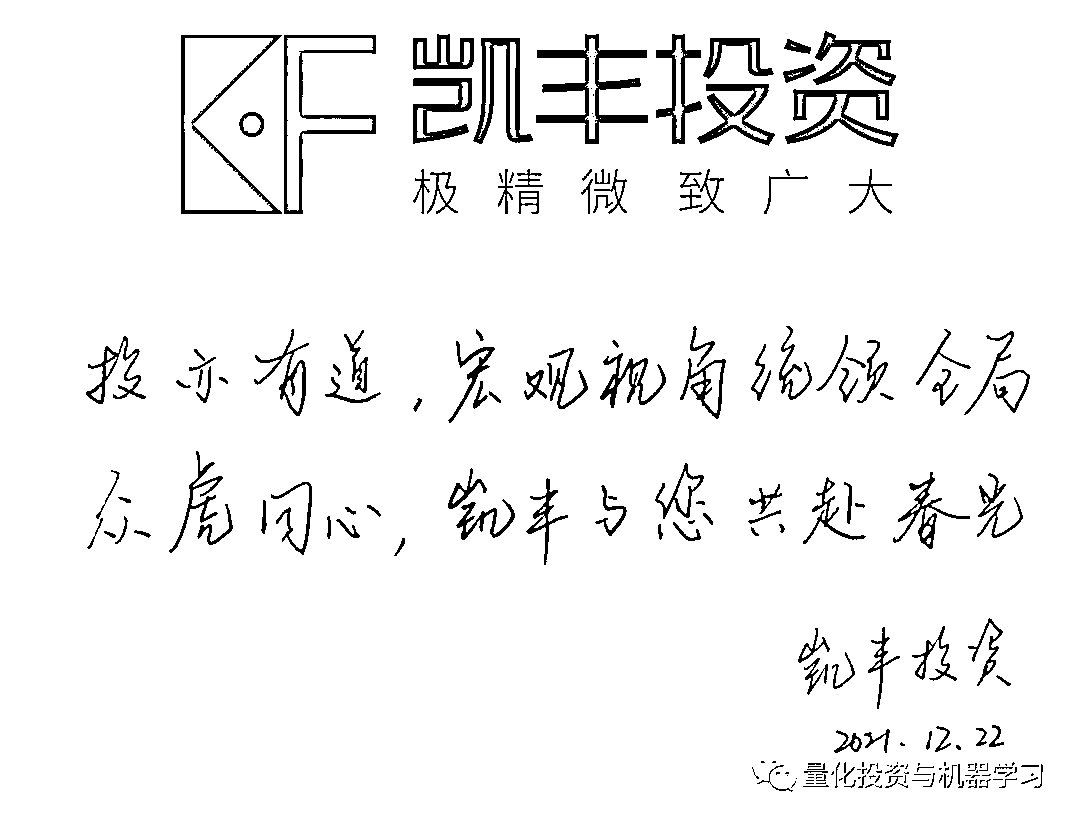 KF 凯丰投资
极精微 致广大
投亦有道，宏观视角统领全局
众虎同心，凯丰与您共赴春光
凯丰投资
2021.12.22
量化投资与机器学习